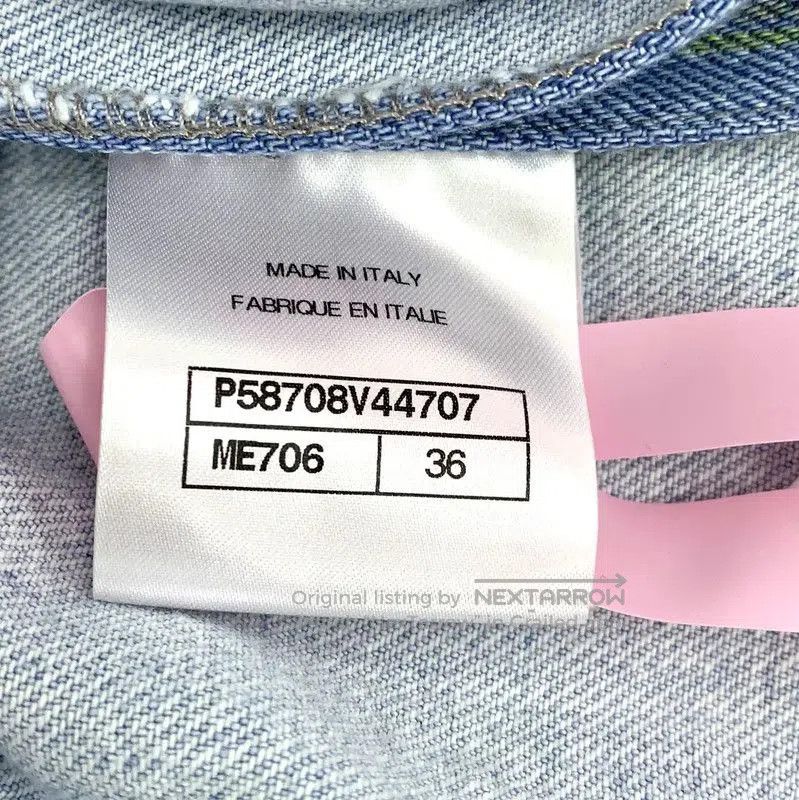 MADE IN ITALY
FABRIQUE EN ITALIE
P58708V44707
ME706 36
Original listing by NEXTARROW